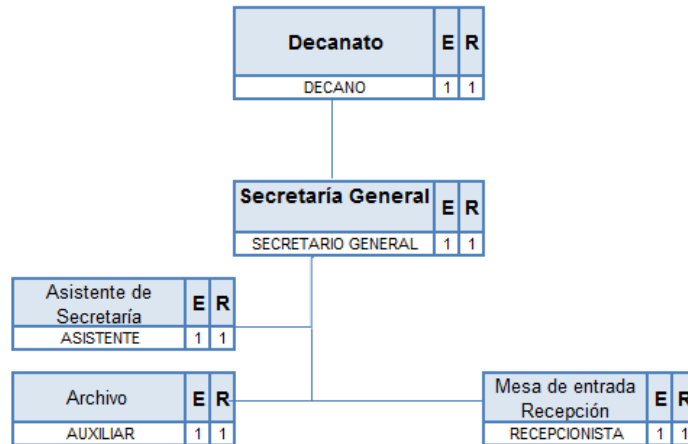 Decanato E R
DECANO 1 1
Secretaría General E R
SECRETARIO GENERAL 1 1
Asistente de
Secretaría E R
ASISTENTE 1 1
Archivo E R
AUXILIAR 1 1
Mesa de entrada
Recepción E R
RECEPCIONISTA 1 1